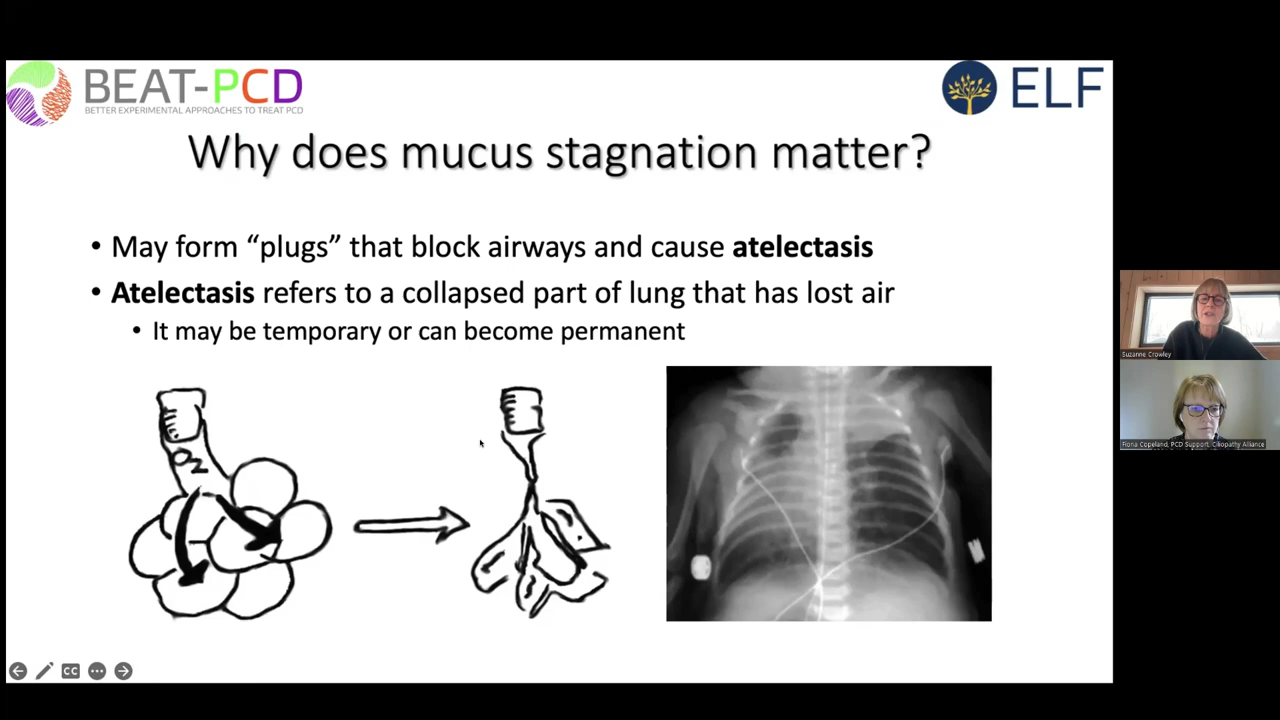 BEAT-PCD
BETTER EXPERIMENTAL APPROACHES TO TREAT PCD
ELF
Why does mucus stagnation matter?
• May form “plugs” that block airways and cause atelectasis
• Atelectasis refers to a collapsed part of lung that has lost air
• It may be temporary or can become permanent
O2
Suzanne Crowley
Fiona Copeland, PCD Support, Ciliopathy Alliance
CC